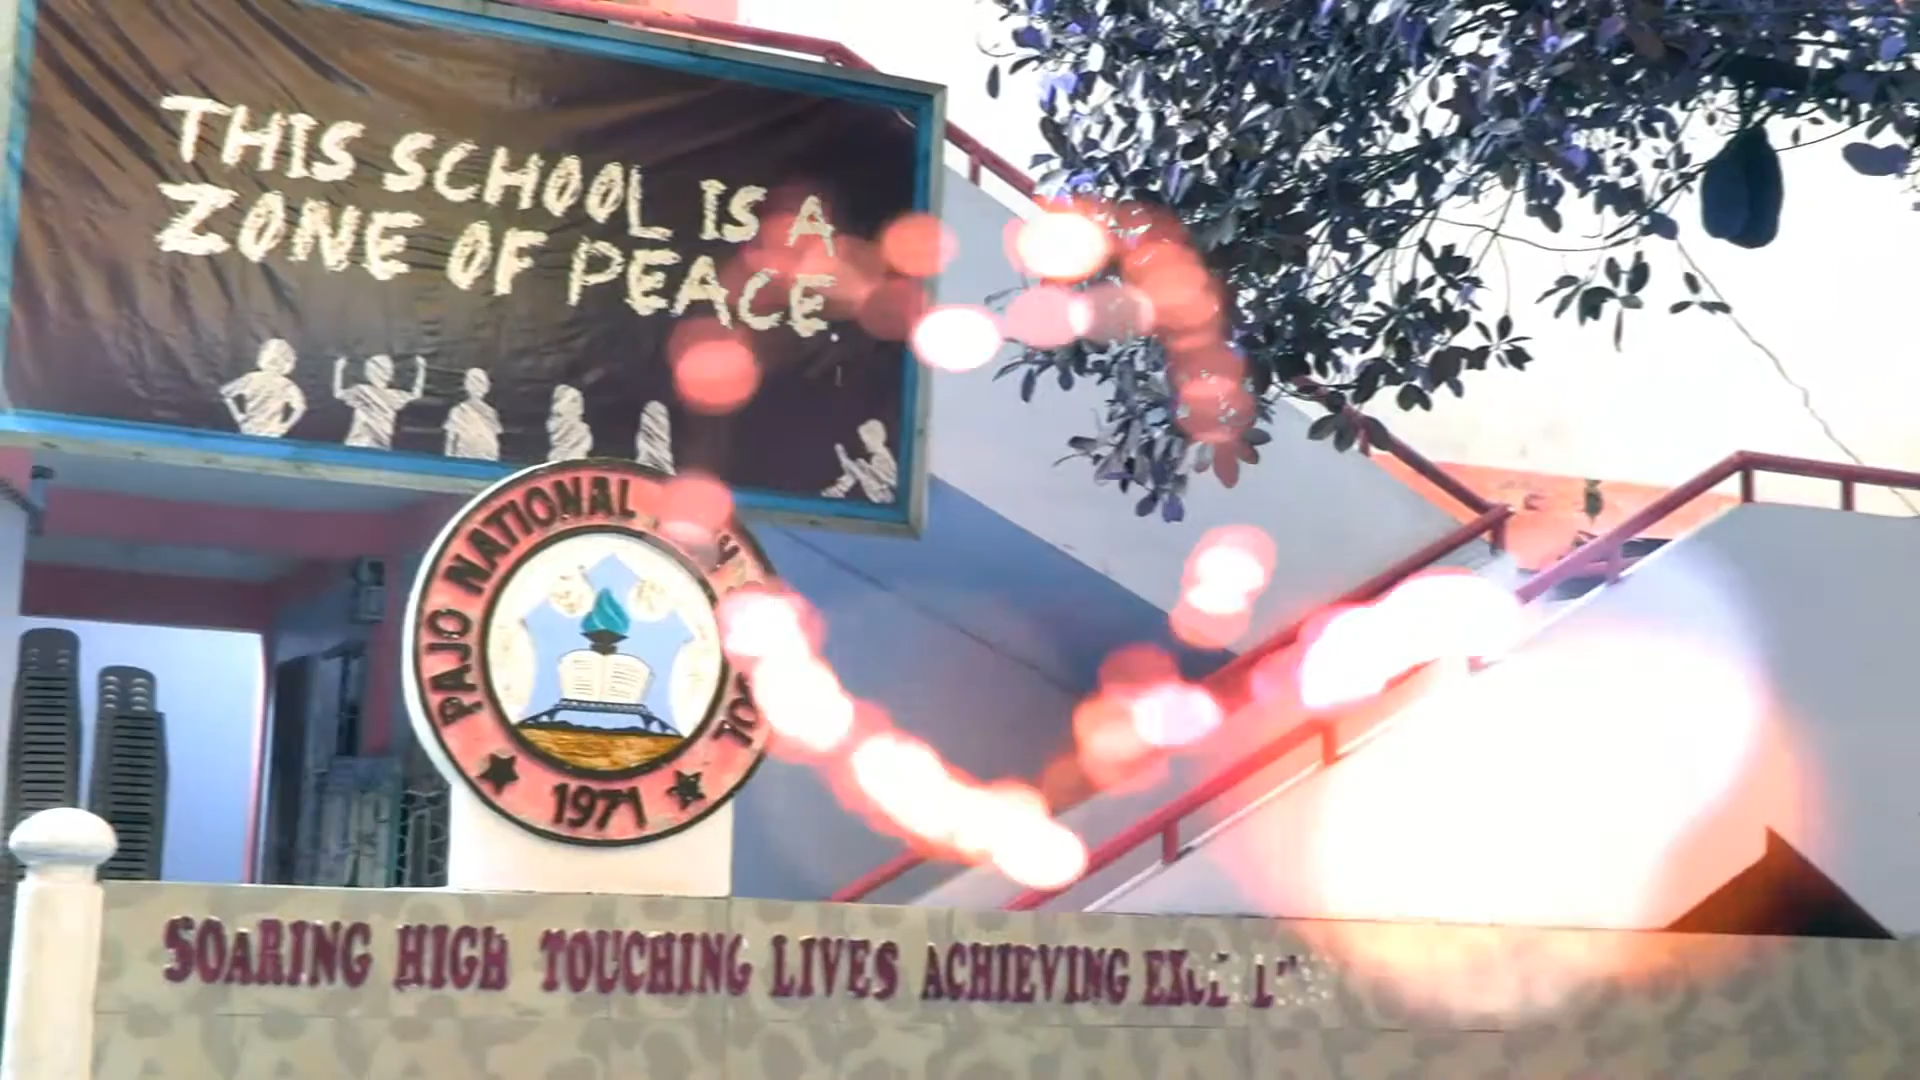 THIS SCHOOL IS A
ZONE OF PEACE.
PAJO NATIONAL
1971
SOARING HIGH TOUCHING LIVES ACHIEVING